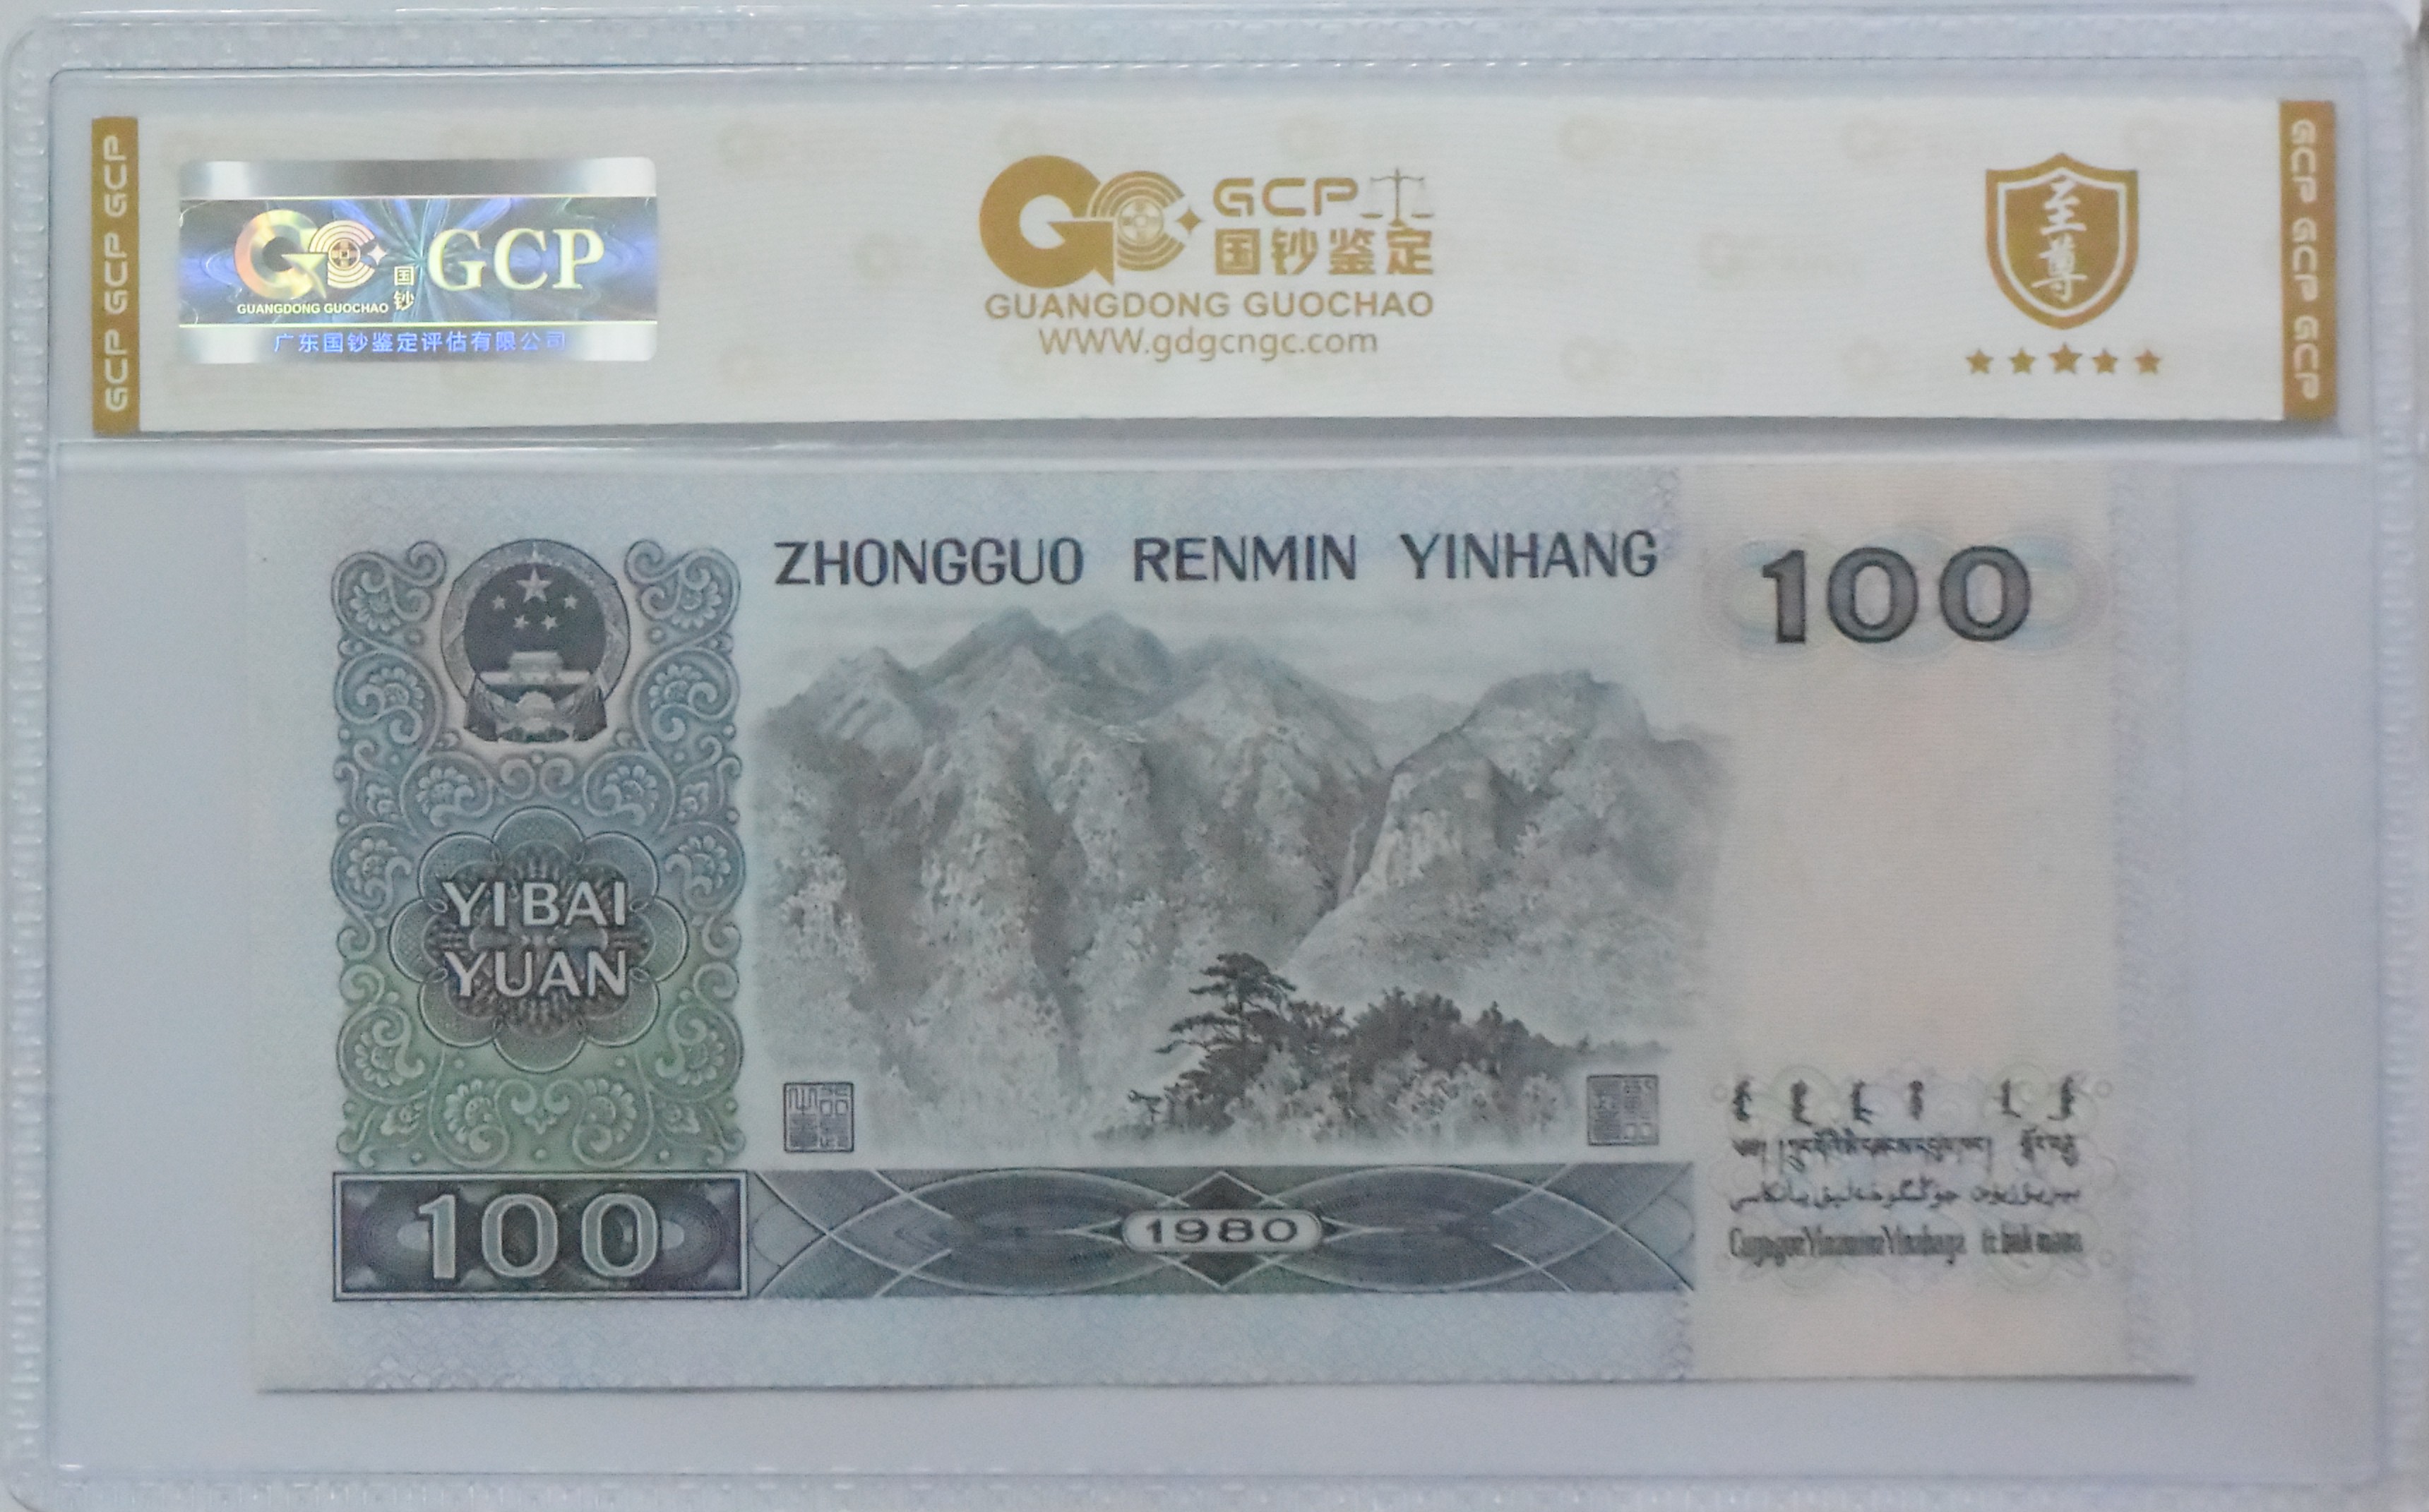 GCP GCP GCP
GUANGDONG GUOCHAO
国钞
GCP
广东国钞鉴定评估有限公司
GCP
国钞鉴定
GUANGDONG GUOCHAO
WWW.gdgcngc.com
至尊
GCP GCP GCP
ZHONGGUO RENMIN YINHANG
100
YIBAI
YUAN
100
1980